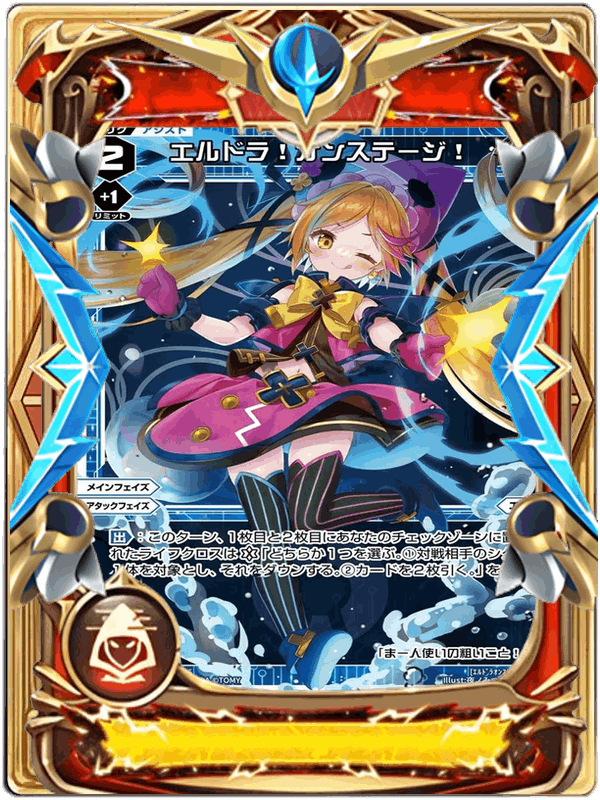 アシスト
2
エルドラ!オンステージ!
+1
リミット
メインフェイズ
アタックフェイズ
出:このターン、1枚目と2枚目にあなたのチェックゾーンに
れたライフクロスは「どちらか1つを選ぶ。①対戦相手のシ
1体を対象とし、それをダウンする。②カードを2枚引く。」を
「まー人使いの粗いこと!
©TOMY
Illust:夜